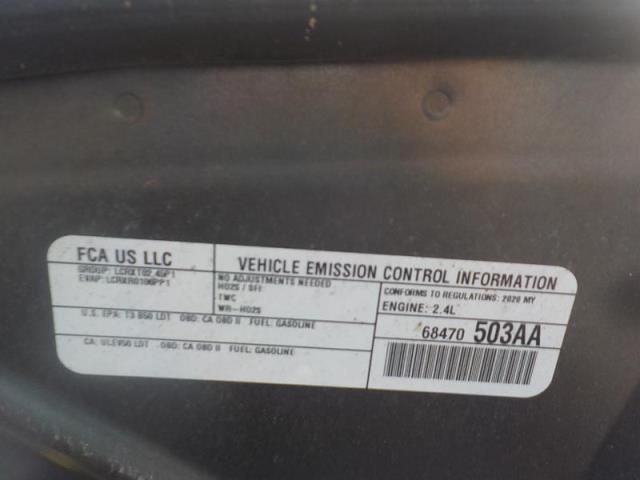 FCA US LLC
GROUP: LCRXT02.45P1
EVAP: LCRXR0106PP1
VEHICLE EMISSION CONTROL INFORMATION
NO ADJUSTMENTS NEEDED
HO2S / SFI
TWC
WR-HO2S
CONFORMS TO REGULATIONS: 2020 MY
ENGINE: 2.4L
U.S. EPA: T3 B50 LDT OBD: CA OBD II FUEL: GASOLINE
CA: ULEV50 LDT OBD: CA OBD II FUEL: GASOLINE
68470 503AA